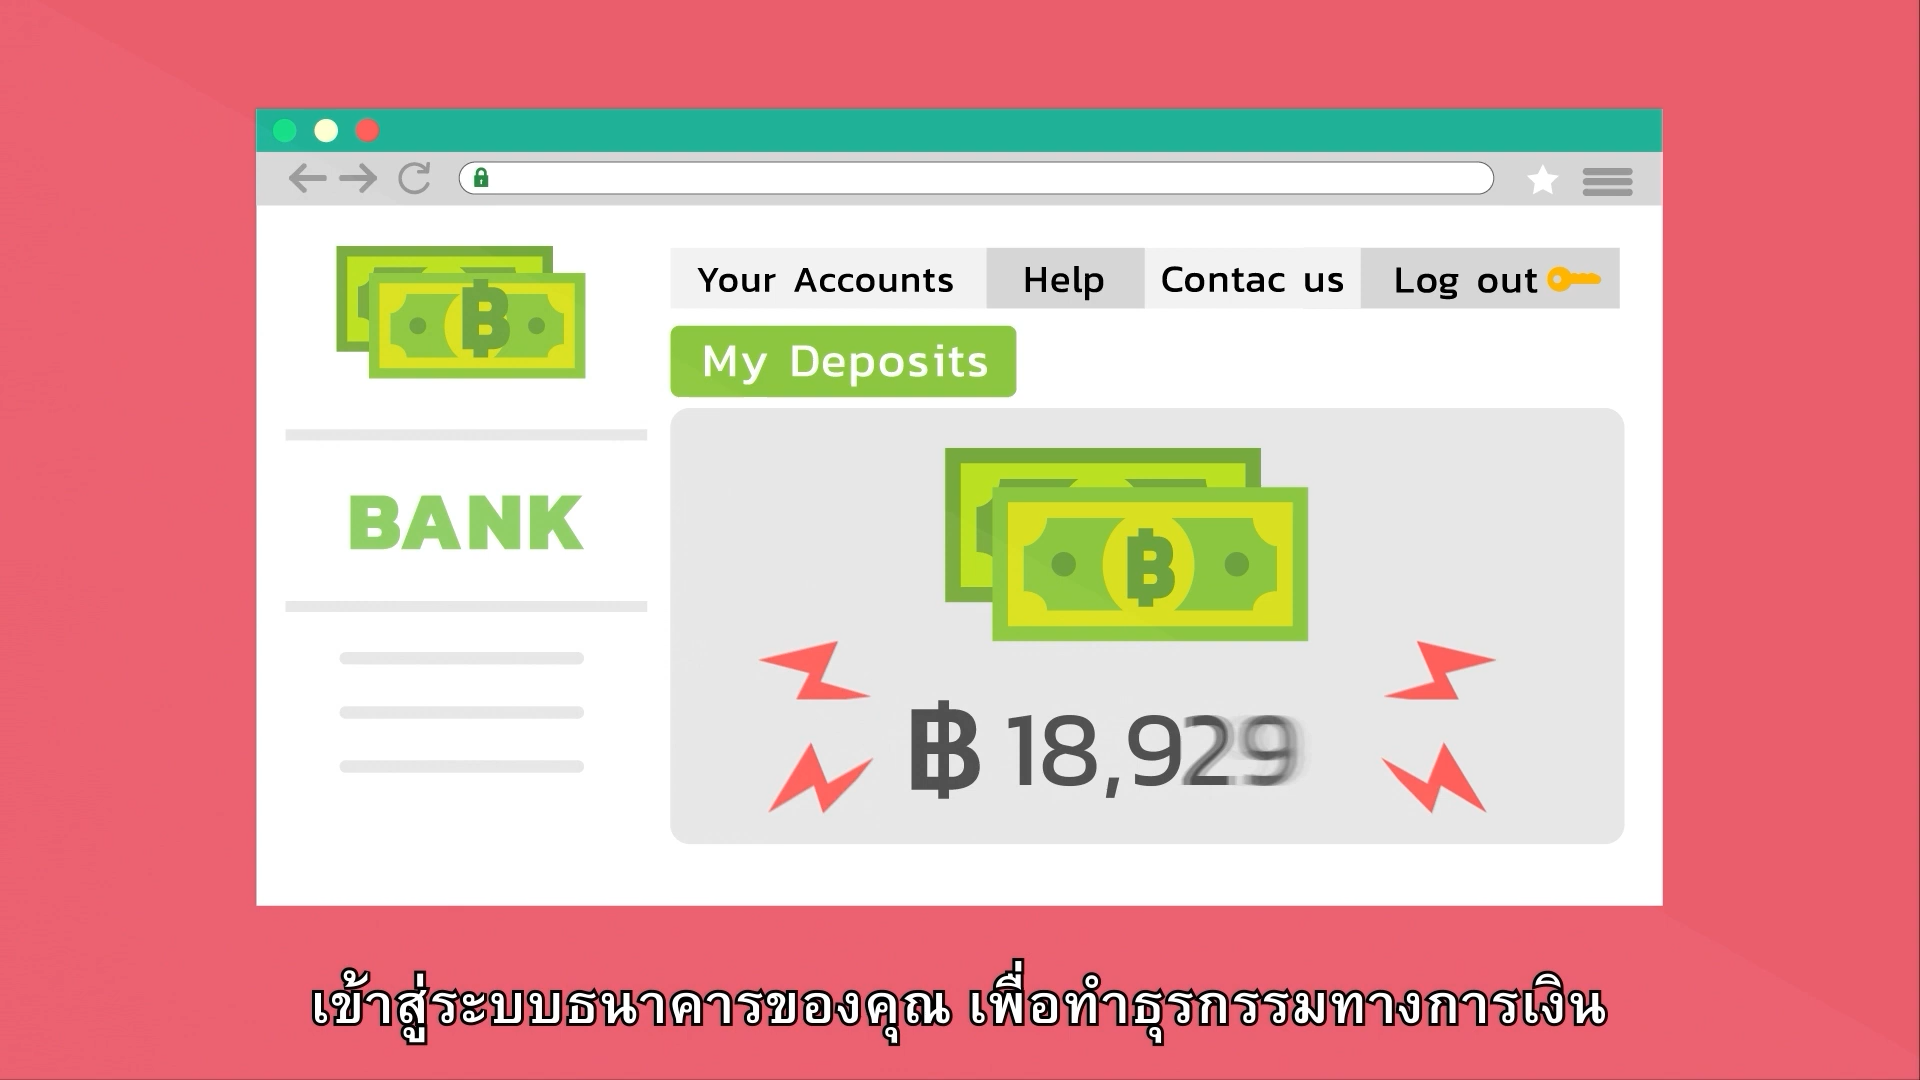 Your Accounts Help Contac us Log out
My Deposits
BANK
฿ 18,929
เข้าสู่ระบบธนาคารของคุณ เพื่อทำธุรกรรมทางการเงิน